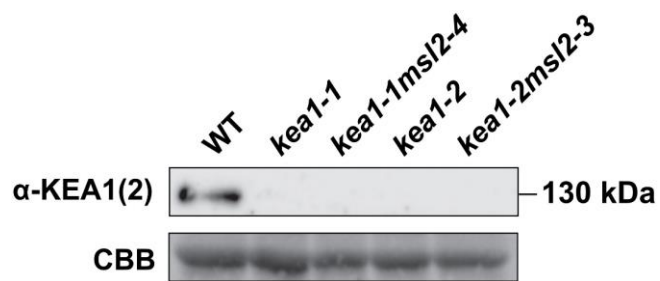 WT
kea1-1
kea1-1msl2-4
kea1-2
kea1-2msl2-3
α-KEA1(2)
130 kDa
CBB